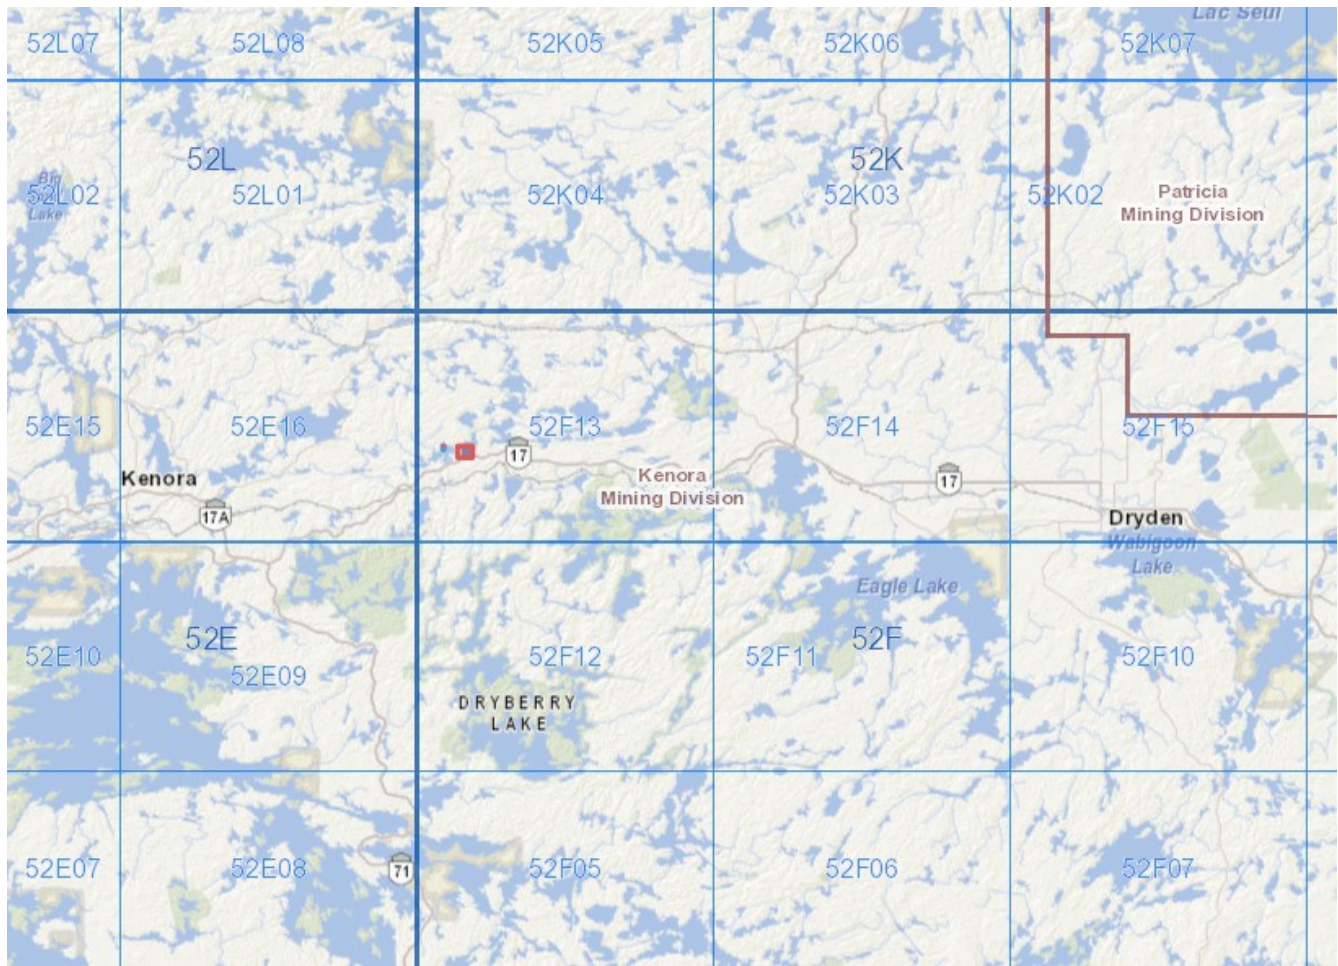 Lac Seul
52L07
52L08
52K05
52K06
52K07
52L
52K
Big
Lake
52L02
52L01
52K04
52K03
52K02
Patricia
Mining Division
52E15
52E16
52F13
52F14
52F15
17
Kenora
Mining Division
17
Kenora
17A
Dryden
Wabigoon
Lake
Eagle Lake
52E
52F
52E10
52E09
52F12
52F11
52F10
DRYBERRY
LAKE
52E07
52E08
71
52F05
52F06
52F07